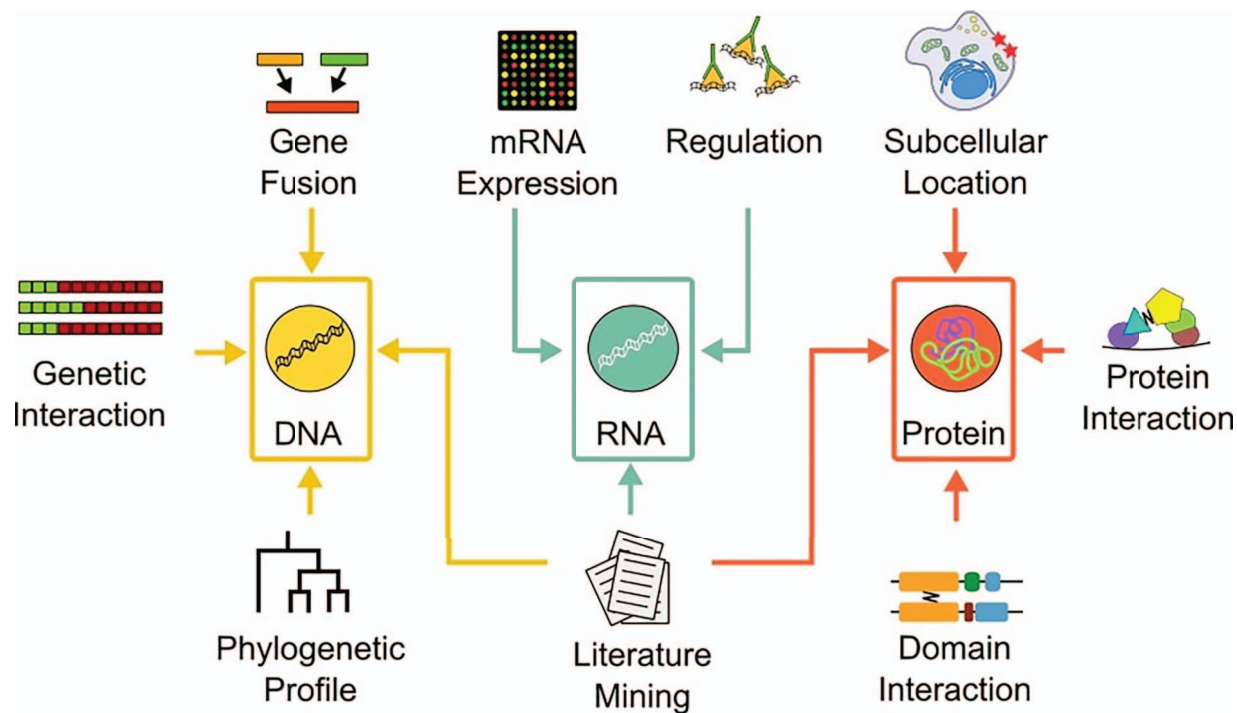 Gene
Fusion
mRNA
Expression
Regulation
Subcellular
Location
Genetic
Interaction
DNA
RNA
Protein
Protein
Interaction
Phylogenetic
Profile
Literature
Mining
Domain
Interaction